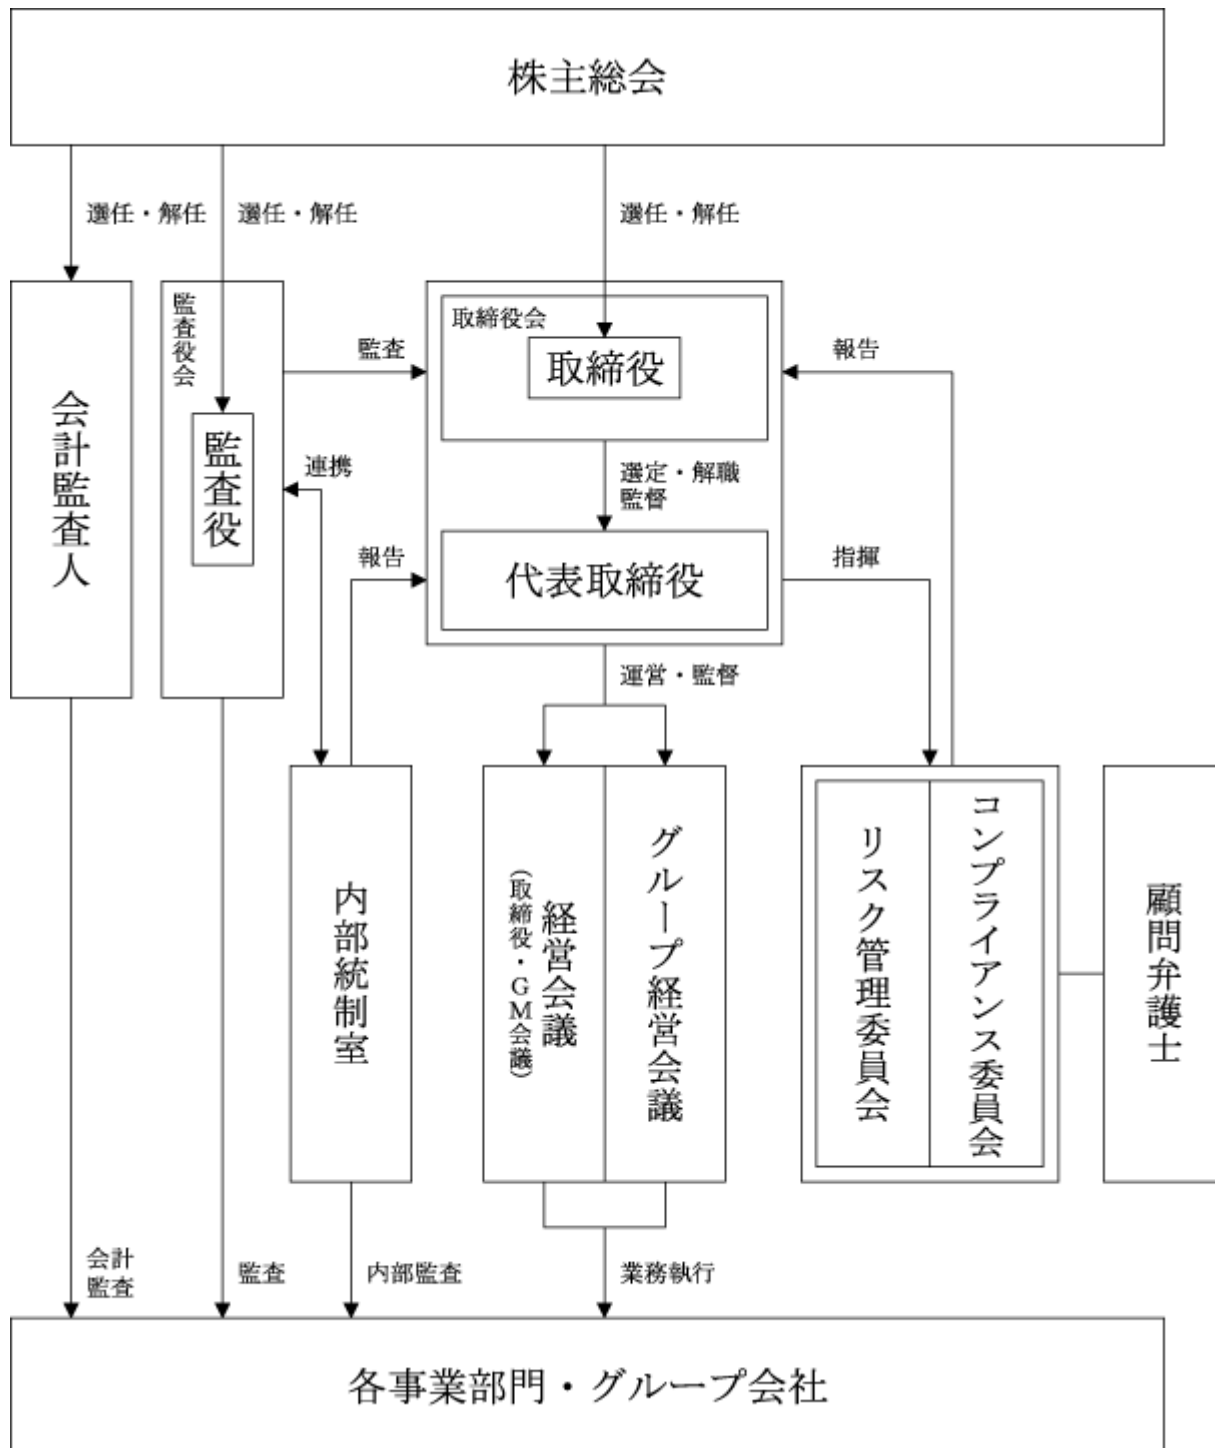 株主総会
選任・解任
選任・解任
選任・解任
会計監査人
監査役会
監査役
監査
連携
報告
取締役会
取締役
選定・解職
監督
代表取締役
報告
指揮
運営・監督
内部統制室
経営会議
(取締役・GM会議)
グループ経営会議
リスク管理委員会
コンプライアンス委員会
顧問弁護士
会計
監査
監査
内部監査
業務執行
各事業部門・グループ会社